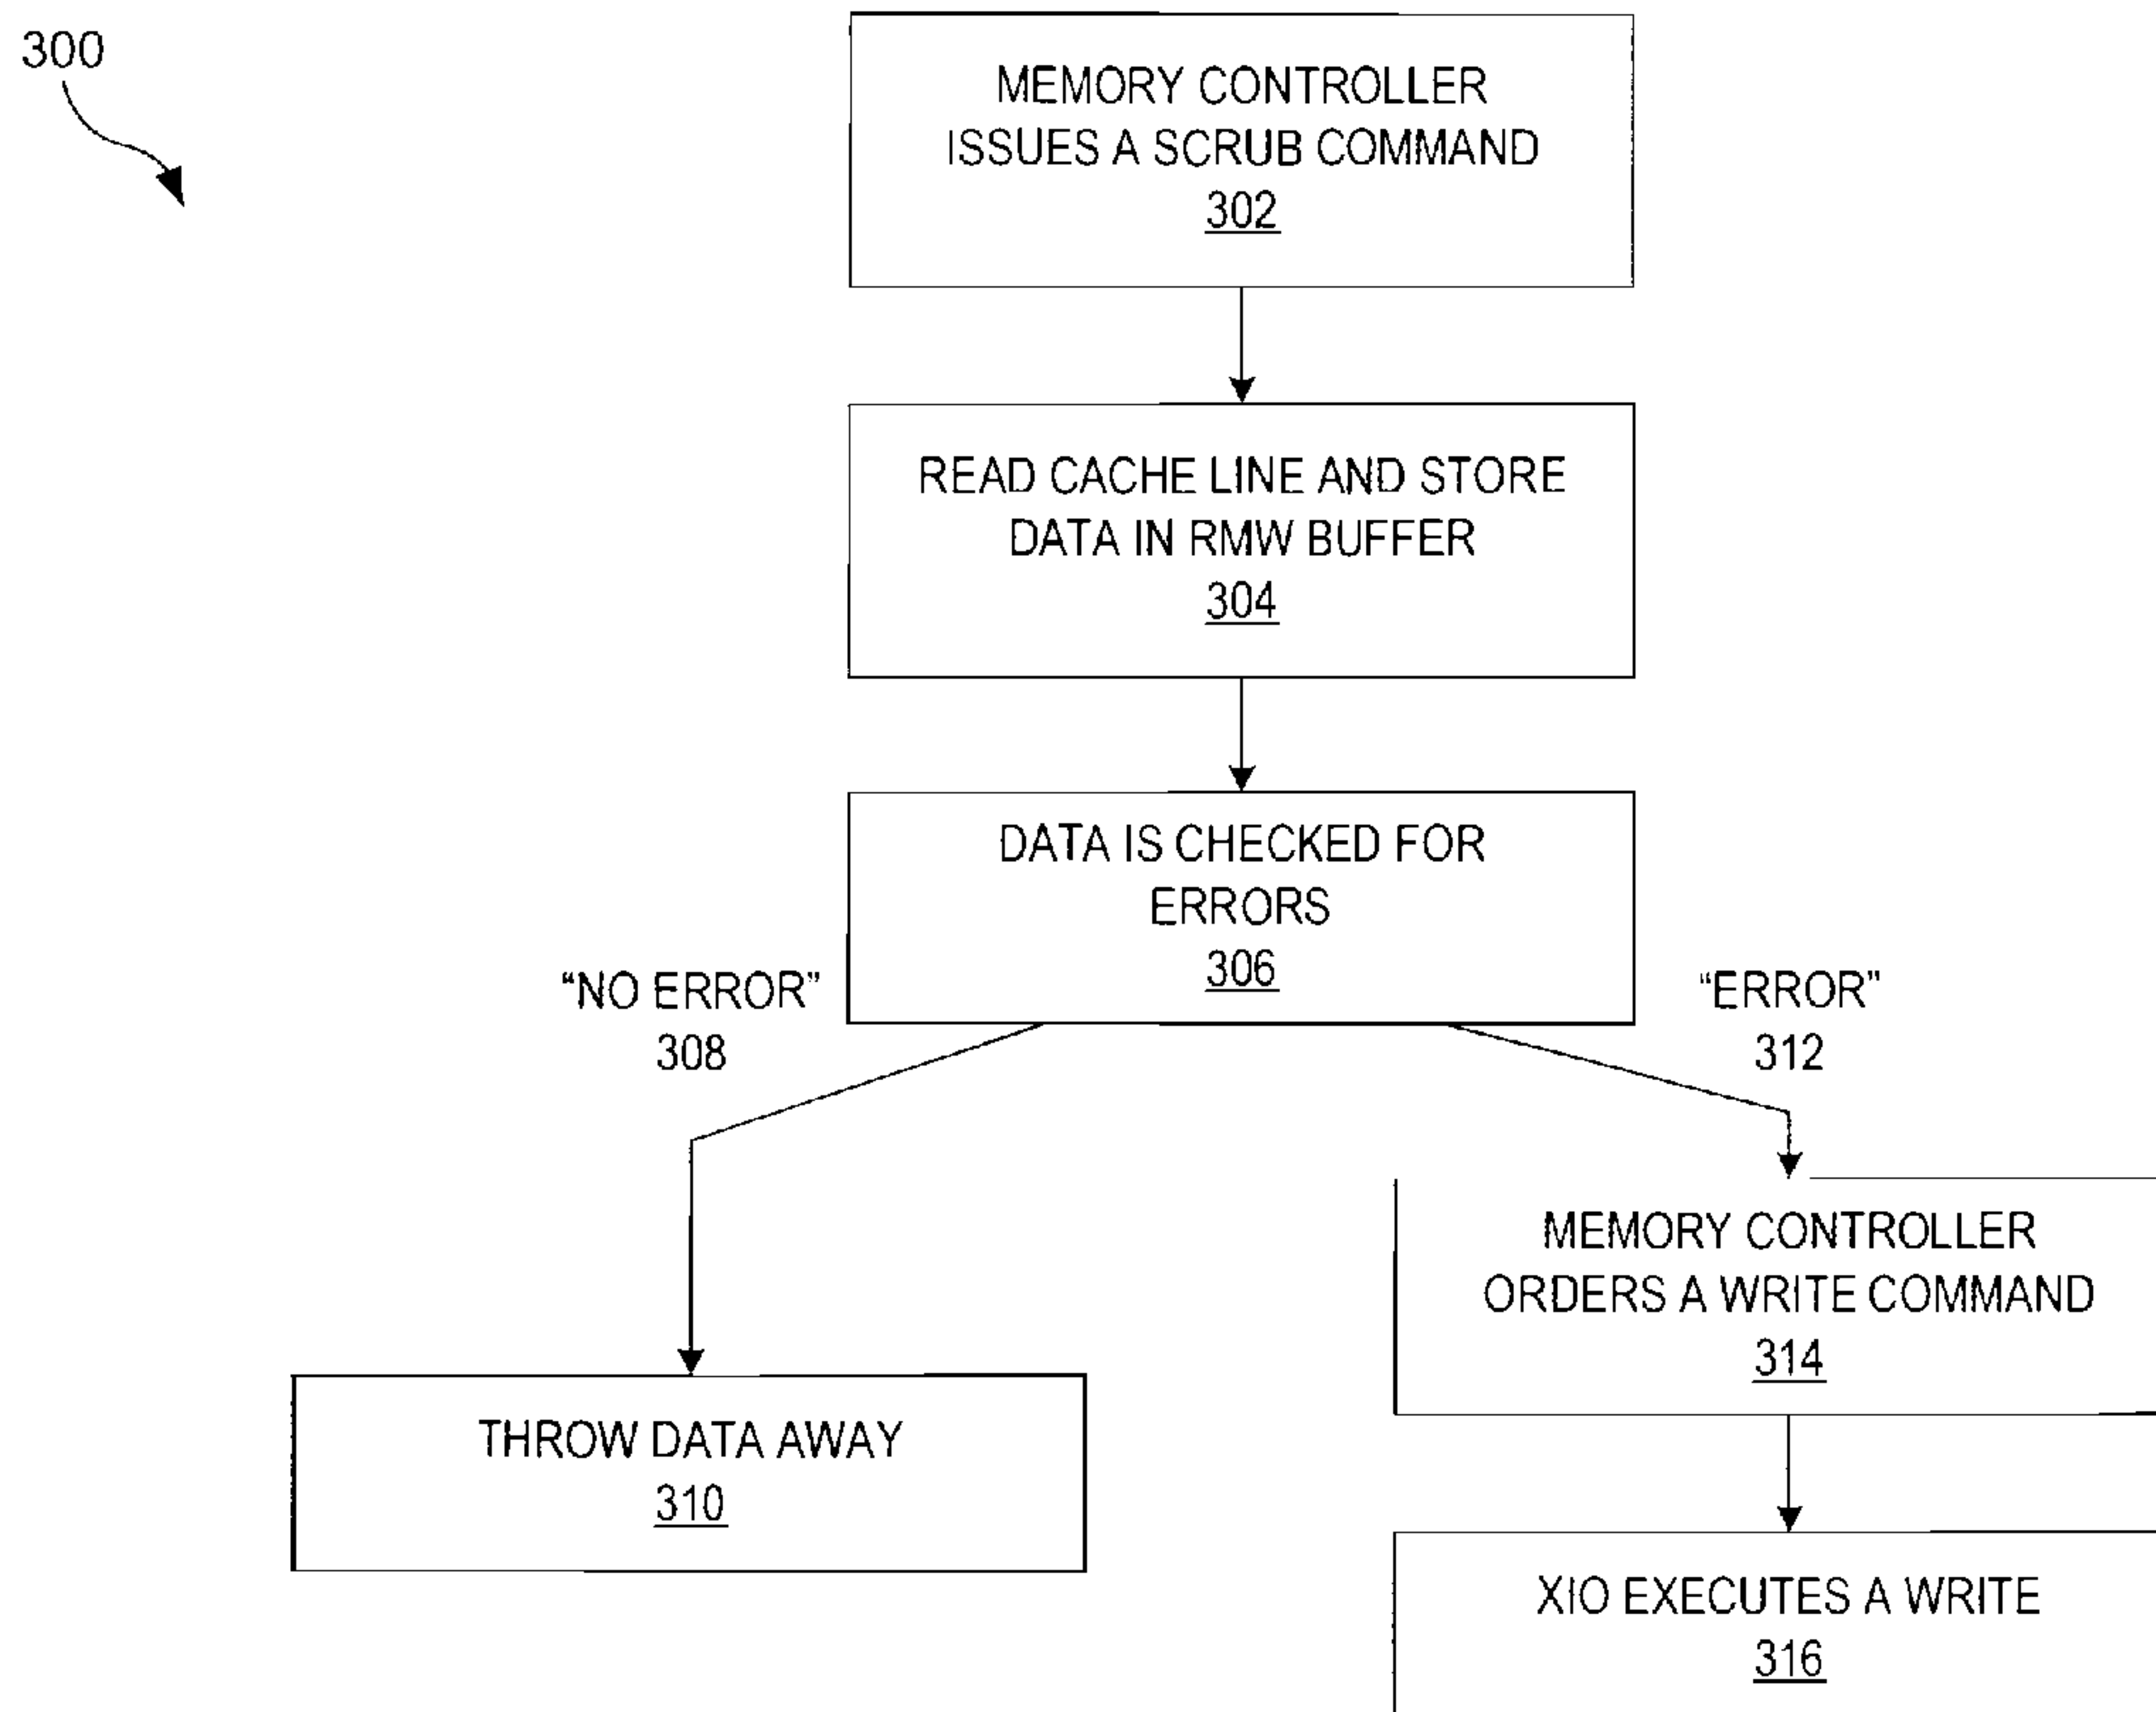 300
MEMORY CONTROLLER
ISSUES A SCRUB COMMAND
302
READ CACHE LINE AND STORE
DATA IN RMW BUFFER
304
DATA IS CHECKED FOR
ERRORS
306
“NO ERROR”
308
“ERROR”
312
MEMORY CONTROLLER
ORDERS A WRITE COMMAND
314
THROW DATA AWAY
310
XIO EXECUTES A WRITE
316